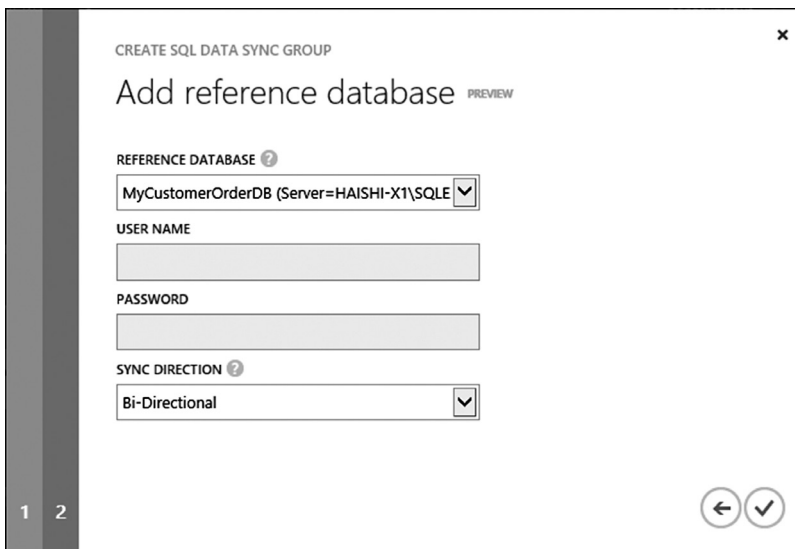 CREATE SQL DATA SYNC GROUP
Add reference database PREVIEW
REFERENCE DATABASE ?
MyCustomerOrderDB (Server=HAISHI-X1\SQLE
USER NAME
PASSWORD
SYNC DIRECTION ?
Bi-Directional
1 2